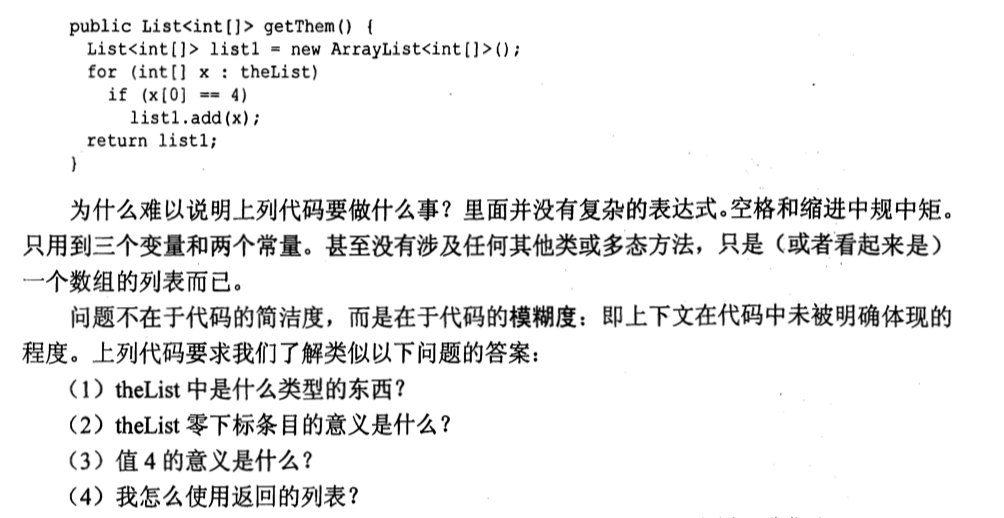 public List<int[]> getThem() {
List<int[]> list1 = new ArrayList<int[]>();
for (int[] x : theList)
if (x[0] == 4)
list1.add(x);
return list1;
}
为什么难以说明上列代码要做什么事？里面并没有复杂的表达式。空格和缩进中规中矩。
只用到三个变量和两个常量。甚至没有涉及任何其他类或多态方法，只是（或者看起来是）
一个数组的列表而已。
问题不在于代码的简洁度，而是在于代码的模糊度：即上下文在代码中未被明确体现的
程度。上列代码要求我们了解类似以下问题的答案：
（1）theList 中是什么类型的东西？
（2）theList 零下标条目的意义是什么？
（3）值 4 的意义是什么？
（4）我怎么使用返回的列表？